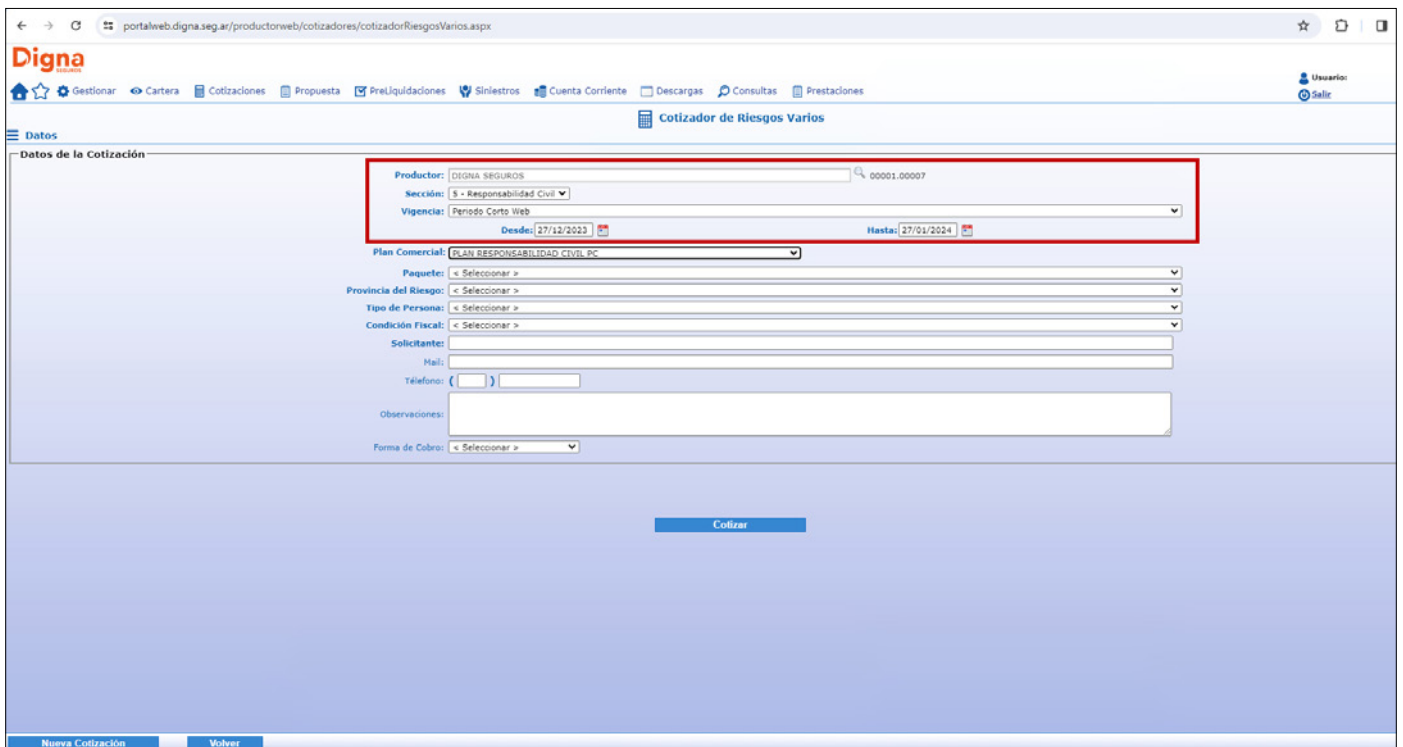 portalweb.digna.seg.ar/productorweb/cotizadores/cotizadorRiesgosVarios.aspx
Digna
SEGUROS
Gestionar Cartera Cotizaciones Propuesta PreLiquidaciones Siniestros Cuenta Corriente Descargas Consultas Prestaciones
Usuario:
Salir
Cotizador de Riesgos Varios
Datos
Datos de la Cotización
Productor: DIGNA SEGUROS 00001.00007
Sección: 5 - Responsabilidad Civil
Vigencia: Periodo Corto Web
Desde: 27/12/2023 Hasta: 27/01/2024
Plan Comercial: PLAN RESPONSABILIDAD CIVIL PC
Paquete: < Seleccionar >
Provincia del Riesgo: < Seleccionar >
Tipo de Persona: < Seleccionar >
Condición Fiscal: < Seleccionar >
Solicitante:
Mail:
Télefono: ( )
Observaciones:
Forma de Cobro: < Seleccionar >
Cotizar
Nueva Cotización Volver